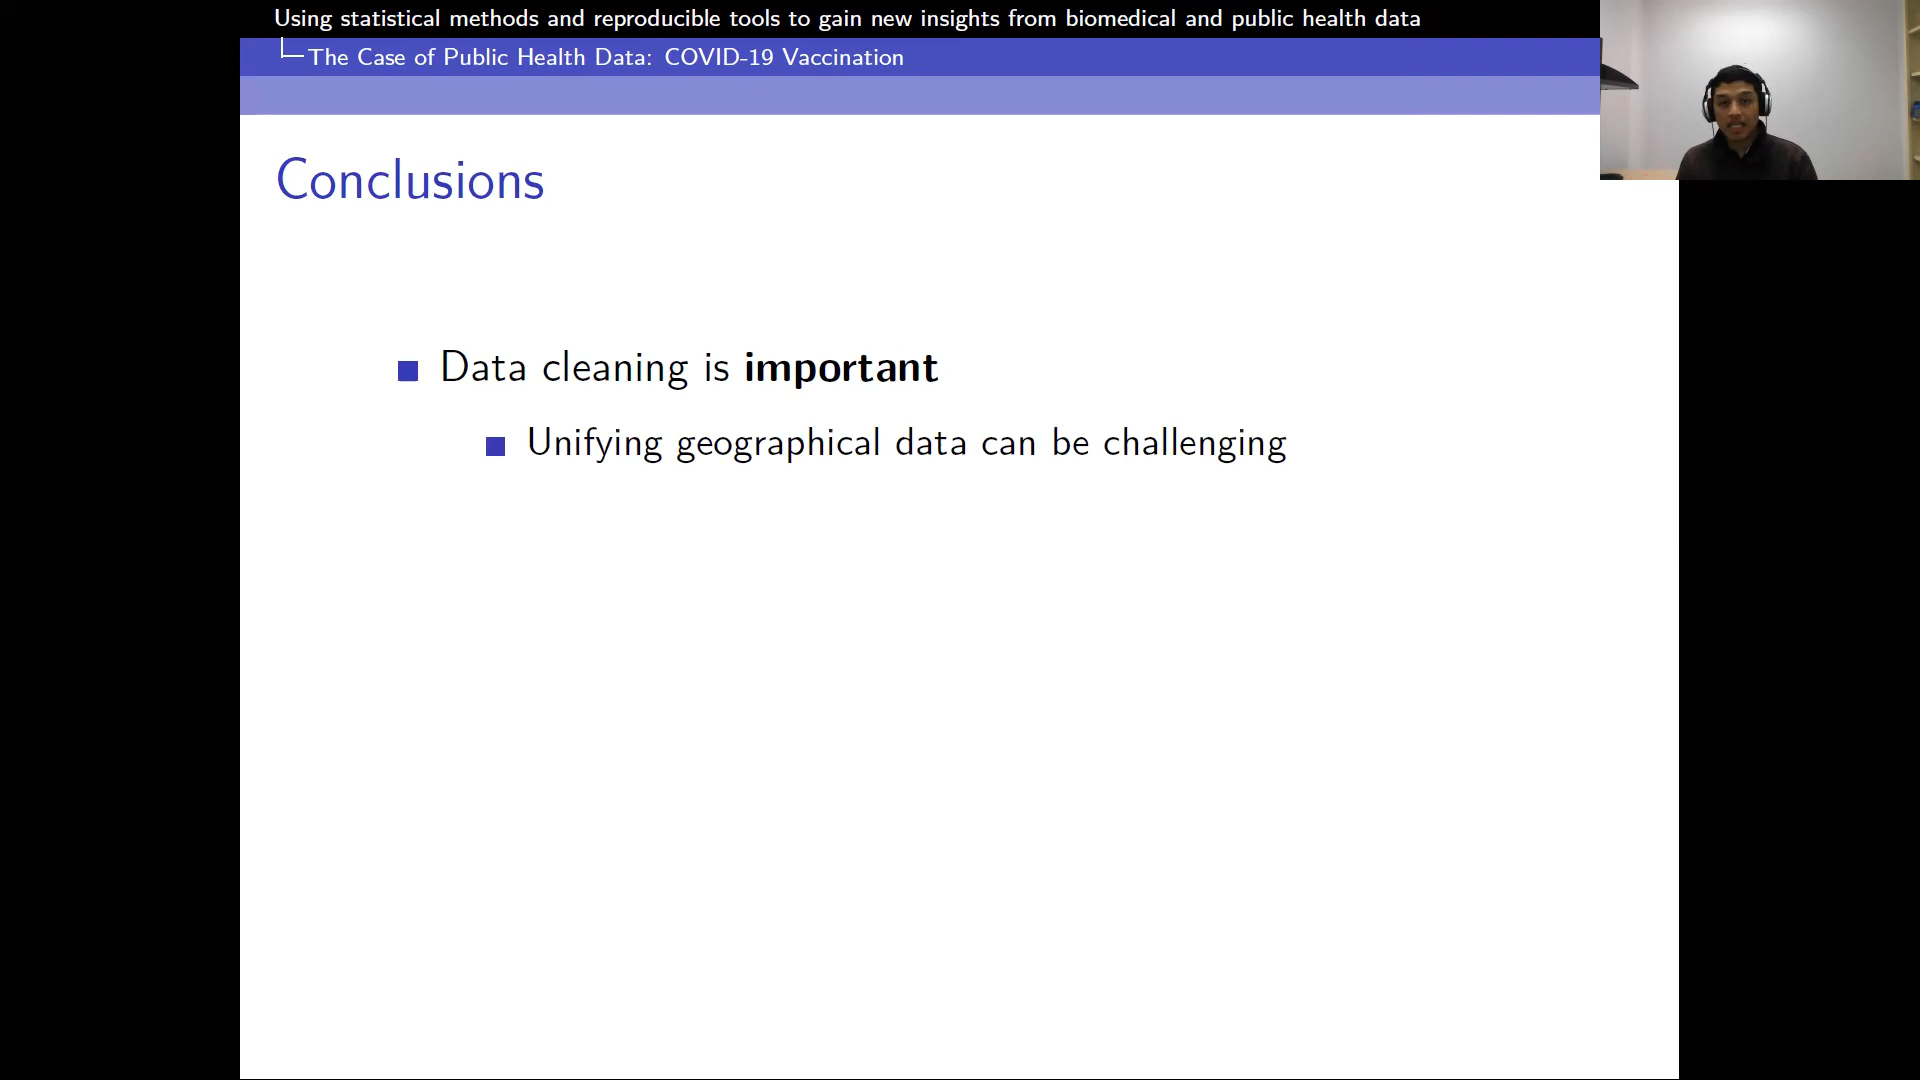 Using statistical methods and reproducible tools to gain new insights from biomedical and public health data
The Case of Public Health Data: COVID-19 Vaccination
Conclusions
Data cleaning is important
Unifying geographical data can be challenging